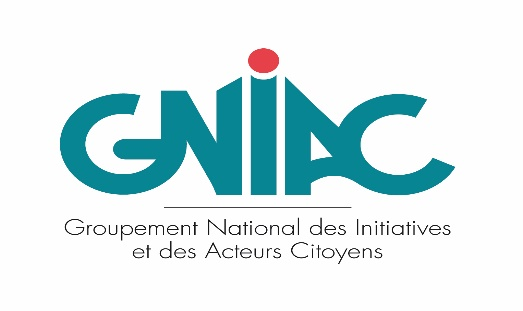 GNIAC
Groupement National des Initiatives
et des Acteurs Citoyens